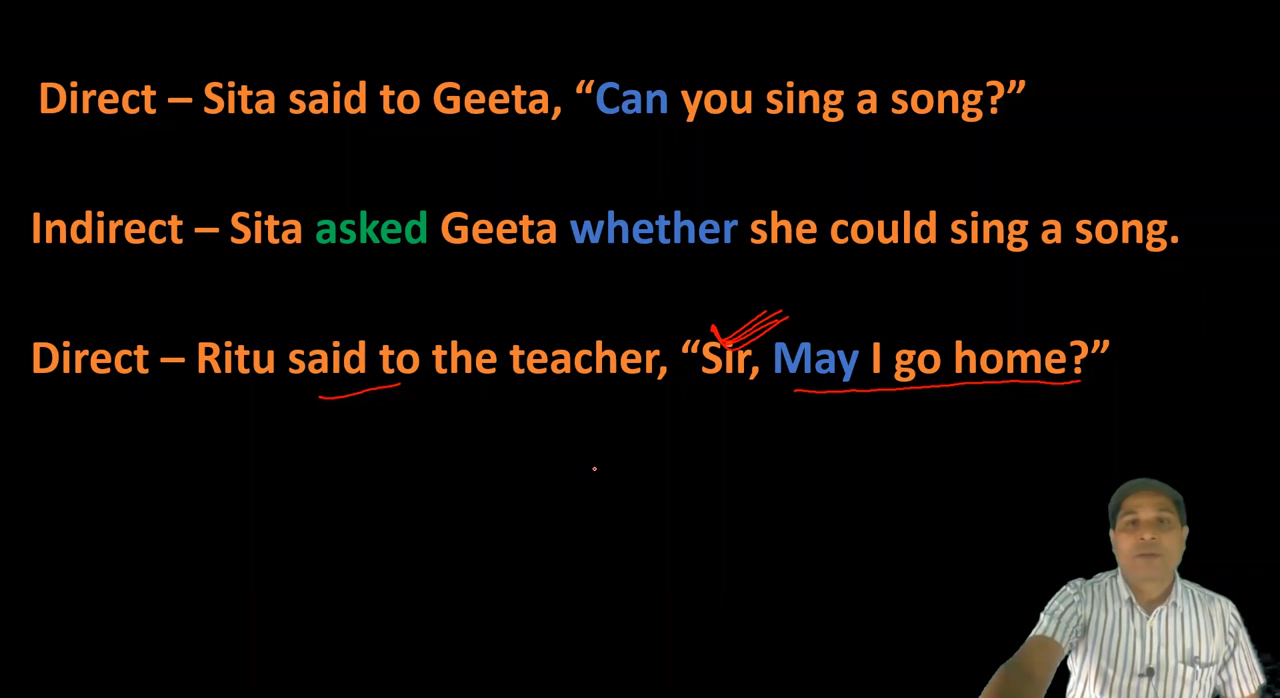 Direct – Sita said to Geeta, “Can you sing a song?”
Indirect – Sita asked Geeta whether she could sing a song.
Direct – Ritu said to the teacher, “Sir, May I go home?”